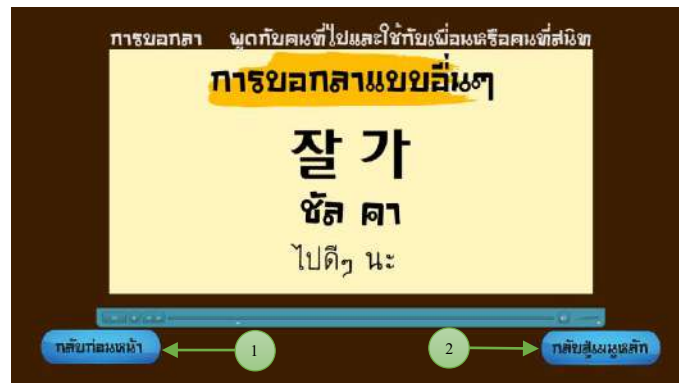 การบอกลา พูดกับคนที่ไปและใช้กับเพื่อนหรือคนที่สนิท
การบอกลาแบบอื่นๆ
잘 가
ชัล คา
ไปดีๆ นะ
กลับก่อนหน้า 1 2 กลับสู่เมนูหลัก